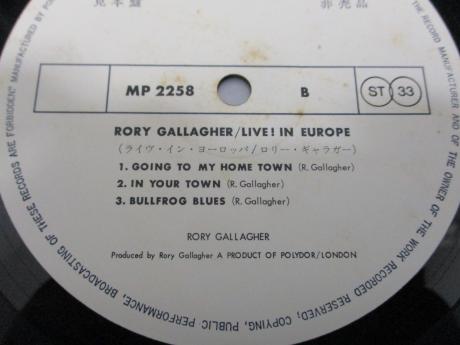 見本盤 非売品
MP 2258 B ST 33
RORY GALLAGHER/LIVE! IN EUROPE
(ライヴ・イン・ヨーロッパ/ロリー・ギャラガー)
1. GOING TO MY HOME TOWN (R. Gallagher)
2. IN YOUR TOWN (R. Gallagher)
3. BULLFROG BLUES (R. Gallagher)
RORY GALLAGHER
Produced by Rory Gallagher A PRODUCT OF POLYDOR/LONDON
THE RECORD MANUFACTURER AND OF THE OWNER OF THE WORK RECORDED RESERVED; COPYING, PUBLIC PERFORMANCE, BROADCASTING OF THESE RECORDS ARE FORBIDDEN" MANUFACTURED BY